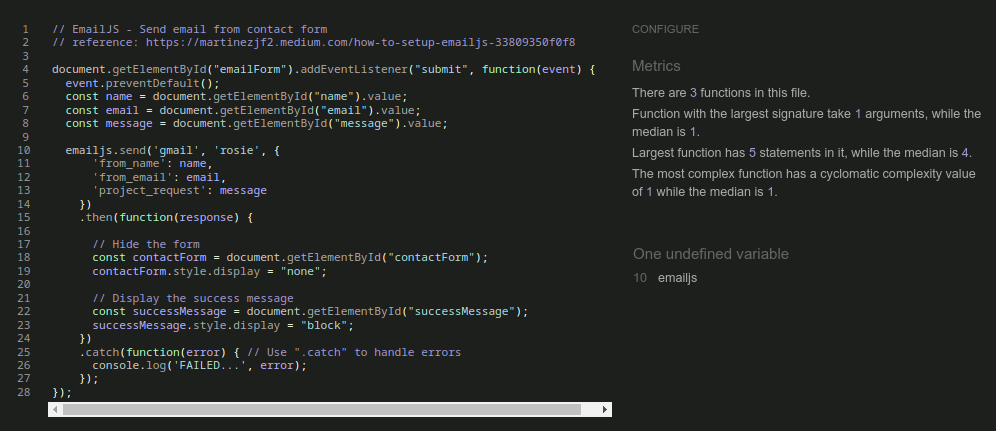 1 // EmailJS - Send email from contact form
2 // reference: https://martinezjf2.medium.com/how-to-setup-emailjs-33809350f0f8
3
4 document.getElementById("emailForm").addEventListener("submit", function(event) {
5 event.preventDefault();
6 const name = document.getElementById("name").value;
7 const email = document.getElementById("email").value;
8 const message = document.getElementById("message").value;
9
10 emailjs.send('gmail', 'rosie', {
11 'from_name': name,
12 'from_email': email,
13 'project_request': message
14 })
15 .then(function(response) {
16
17 // Hide the form
18 const contactForm = document.getElementById("contactForm");
19 contactForm.style.display = "none";
20
21 // Display the success message
22 const successMessage = document.getElementById("successMessage");
23 successMessage.style.display = "block";
24 })
25 .catch(function(error) { // Use ".catch" to handle errors
26 console.log('FAILED...', error);
27 });
28 });
CONFIGURE
Metrics
There are 3 functions in this file.
Function with the largest signature take 1 arguments, while the
median is 1.
Largest function has 5 statements in it, while the median is 4.
The most complex function has a cyclomatic complexity value
of 1 while the median is 1.
One undefined variable
10 emailjs